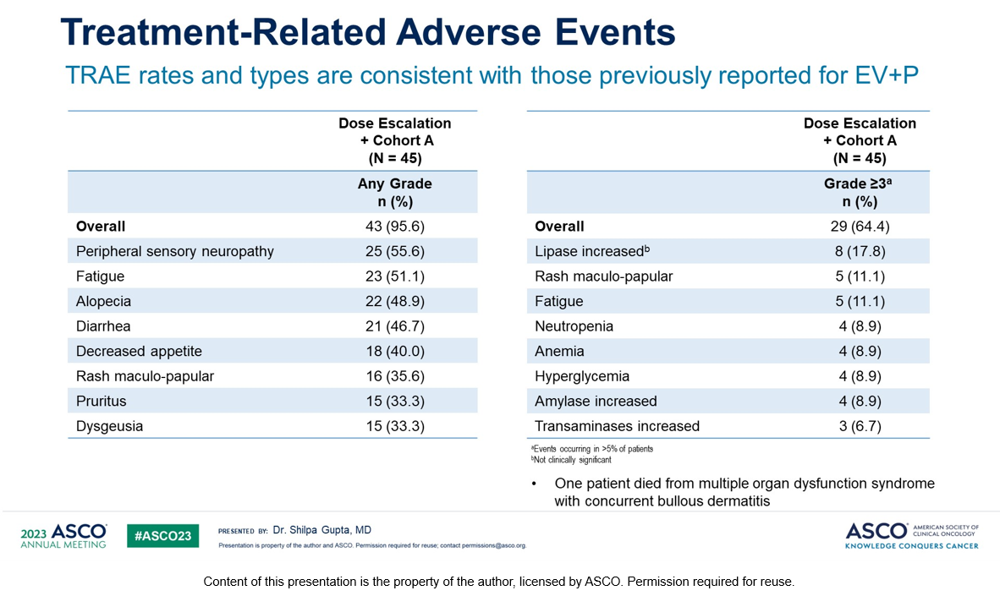 Treatment-Related Adverse Events
TRAE rates and types are consistent with those previously reported for EV+P
Dose Escalation
+ Cohort A
(N = 45)
Any Grade
n (%)
Overall 43 (95.6)
Peripheral sensory neuropathy 25 (55.6)
Fatigue 23 (51.1)
Alopecia 22 (48.9)
Diarrhea 21 (46.7)
Decreased appetite 18 (40.0)
Rash maculo-papular 16 (35.6)
Pruritus 15 (33.3)
Dysgeusia 15 (33.3)
Dose Escalation
+ Cohort A
(N = 45)
Grade ≥3ᵃ
n (%)
Overall 29 (64.4)
Lipase increasedᵇ 8 (17.8)
Rash maculo-papular 5 (11.1)
Fatigue 5 (11.1)
Neutropenia 4 (8.9)
Anemia 4 (8.9)
Hyperglycemia 4 (8.9)
Amylase increased 4 (8.9)
Transaminases increased 3 (6.7)
ᵃEvents occurring in >5% of patients
ᵇNot clinically significant
• One patient died from multiple organ dysfunction syndrome
with concurrent bullous dermatitis
2023 ASCO®
ANNUAL MEETING
#ASCO23
PRESENTED BY: Dr. Shilpa Gupta, MD
Presentation is property of the author and ASCO. Permission required for reuse; contact permissions@asco.org.
ASCO® AMERICAN SOCIETY OF
CLINICAL ONCOLOGY
KNOWLEDGE CONQUERS CANCER
Content of this presentation is the property of the author, licensed by ASCO. Permission required for reuse.